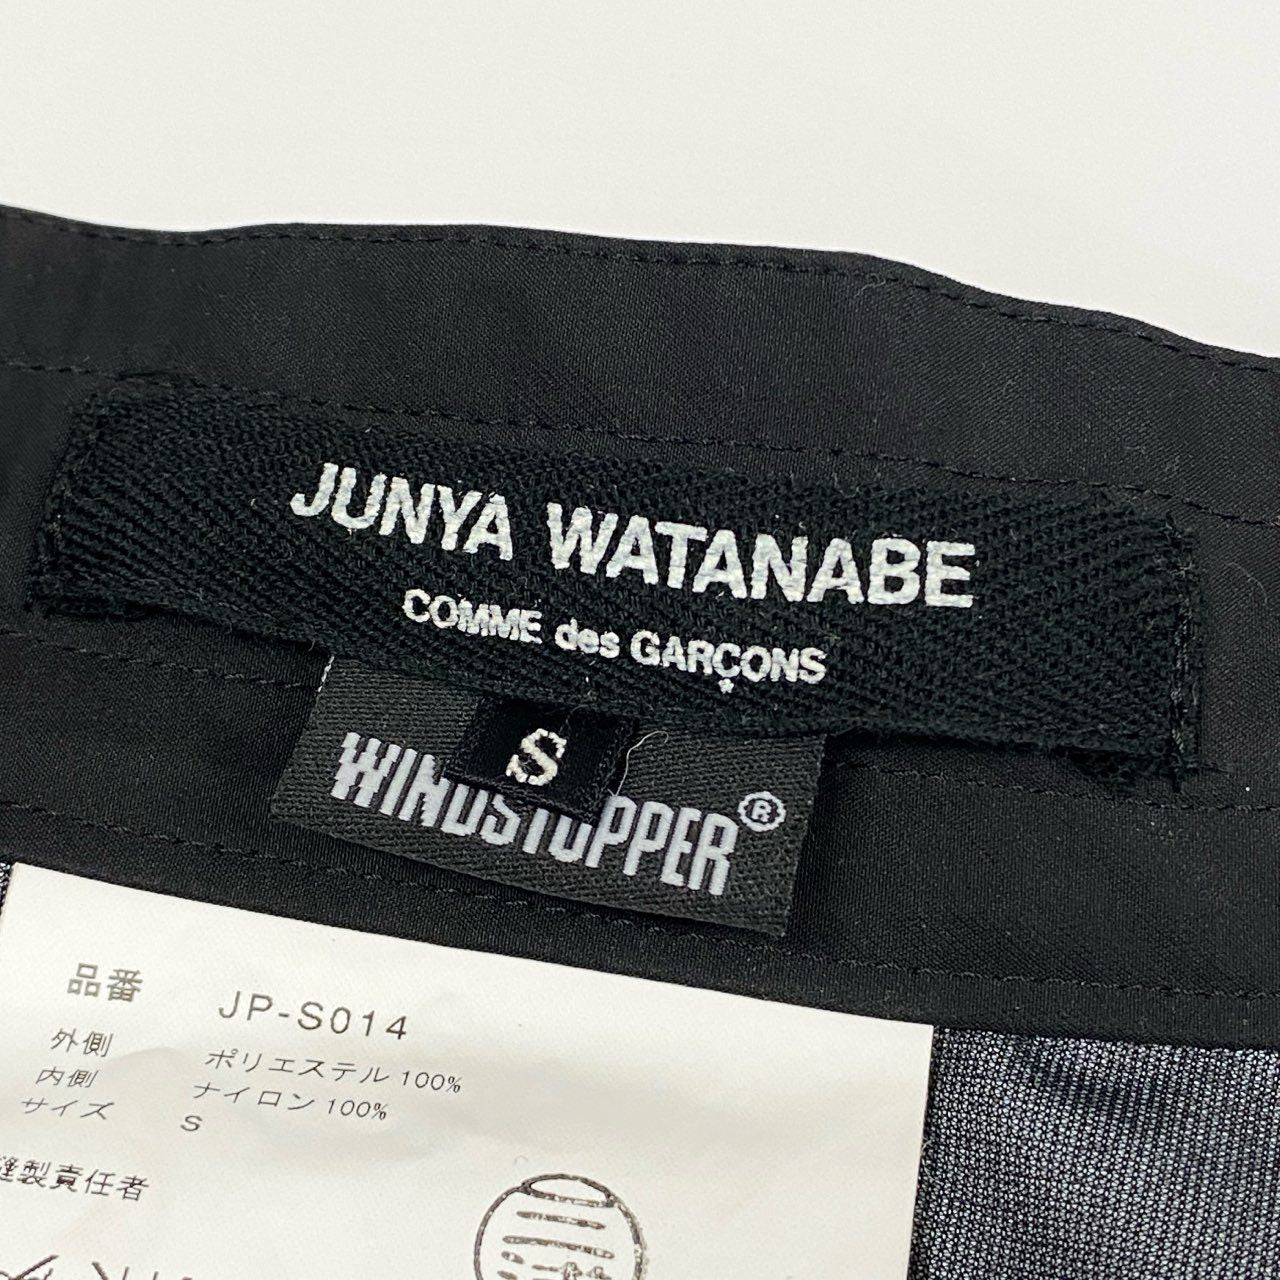 JUNYA WATANABE
COMME des GARÇONS
S
WINDSTOPPER®
品番 JP-S014
外側 ポリエステル 100%
内側 ナイロン 100%
サイズ S
縫製責任者